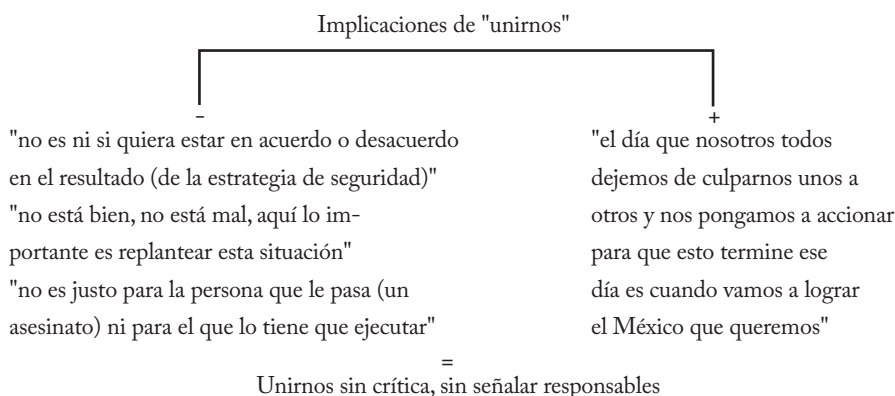 Implicaciones de "unirnos"
-
+
"no es ni si quiera estar en acuerdo o desacuerdo
en el resultado (de la estrategia de seguridad)"
"no está bien, no está mal, aquí lo im-
portante es replantear esta situación"
"no es justo para la persona que le pasa (un
asesinato) ni para el que lo tiene que ejecutar"
"el día que nosotros todos
dejemos de culparnos unos a
otros y nos pongamos a accionar
para que esto termine ese
día es cuando vamos a lograr
el México que queremos"
=
Unirnos sin crítica, sin señalar responsables